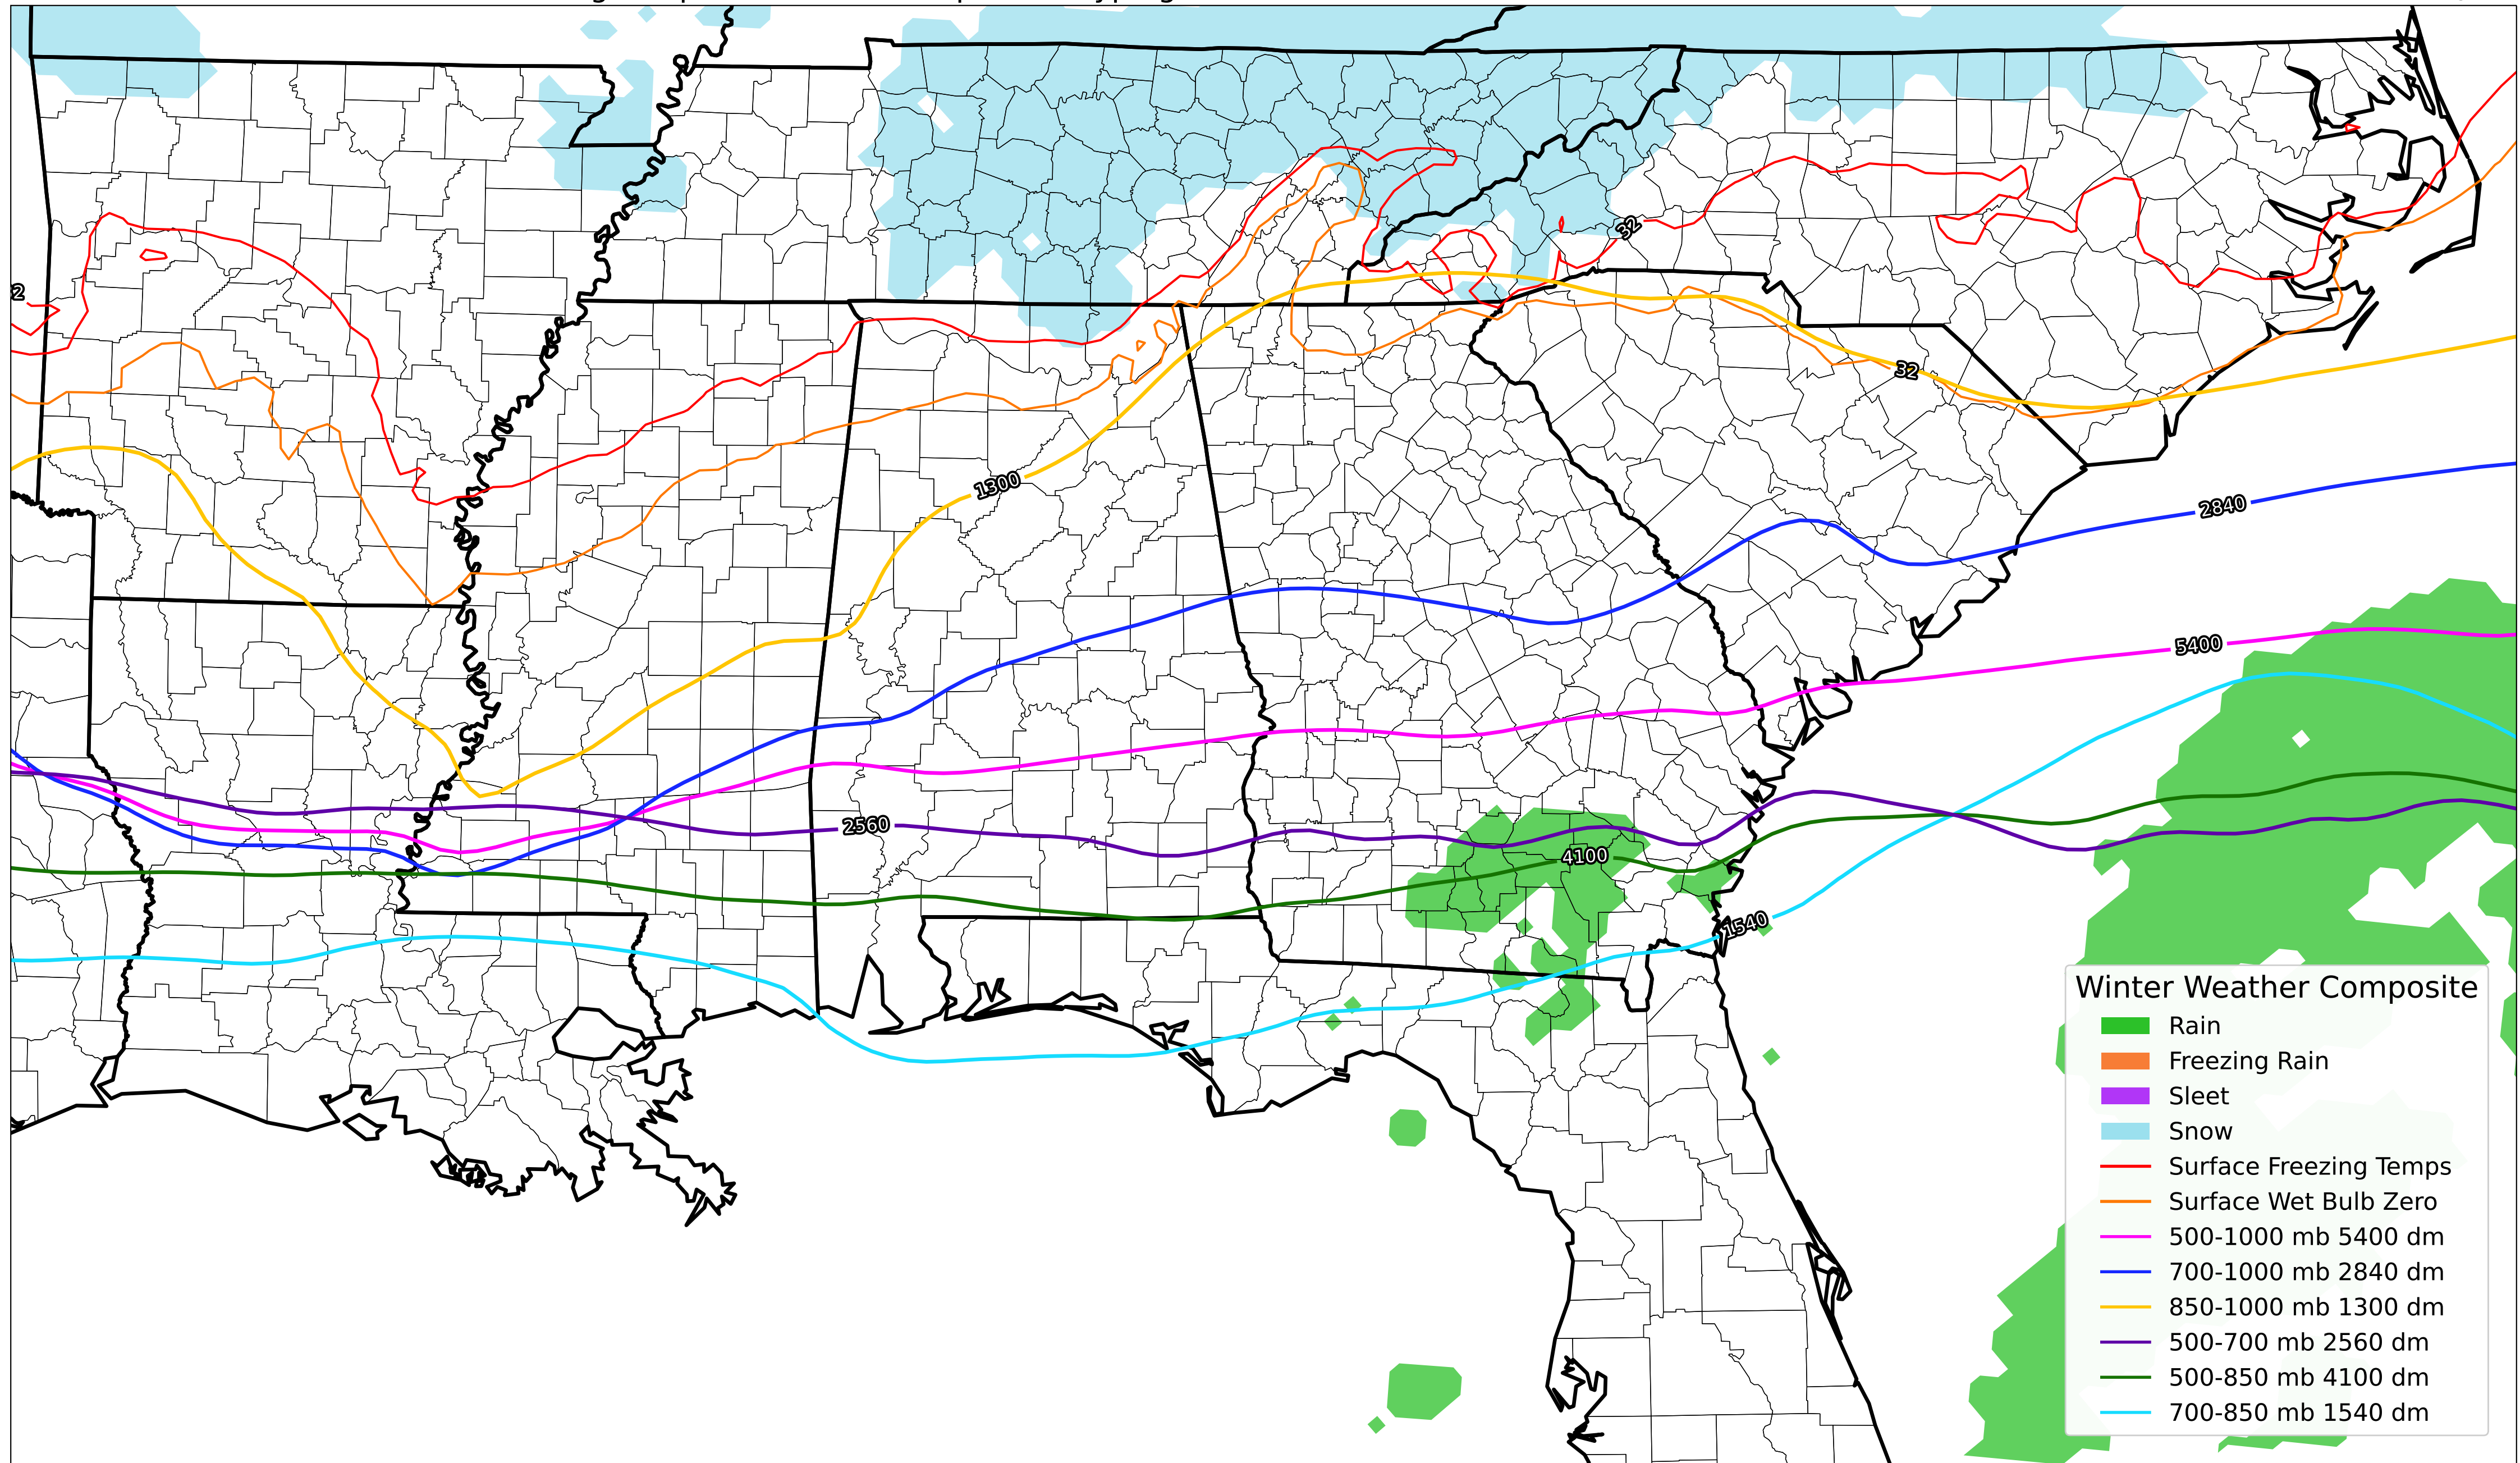 32
2
32
1300
2840
5400
2560
4100
1540
Winter Weather Composite
Rain
Freezing Rain
Sleet
Snow
Surface Freezing Temps
Surface Wet Bulb Zero
500-1000 mb 5400 dm
700-1000 mb 2840 dm
850-1000 mb 1300 dm
500-700 mb 2560 dm
500-850 mb 4100 dm
700-850 mb 1540 dm